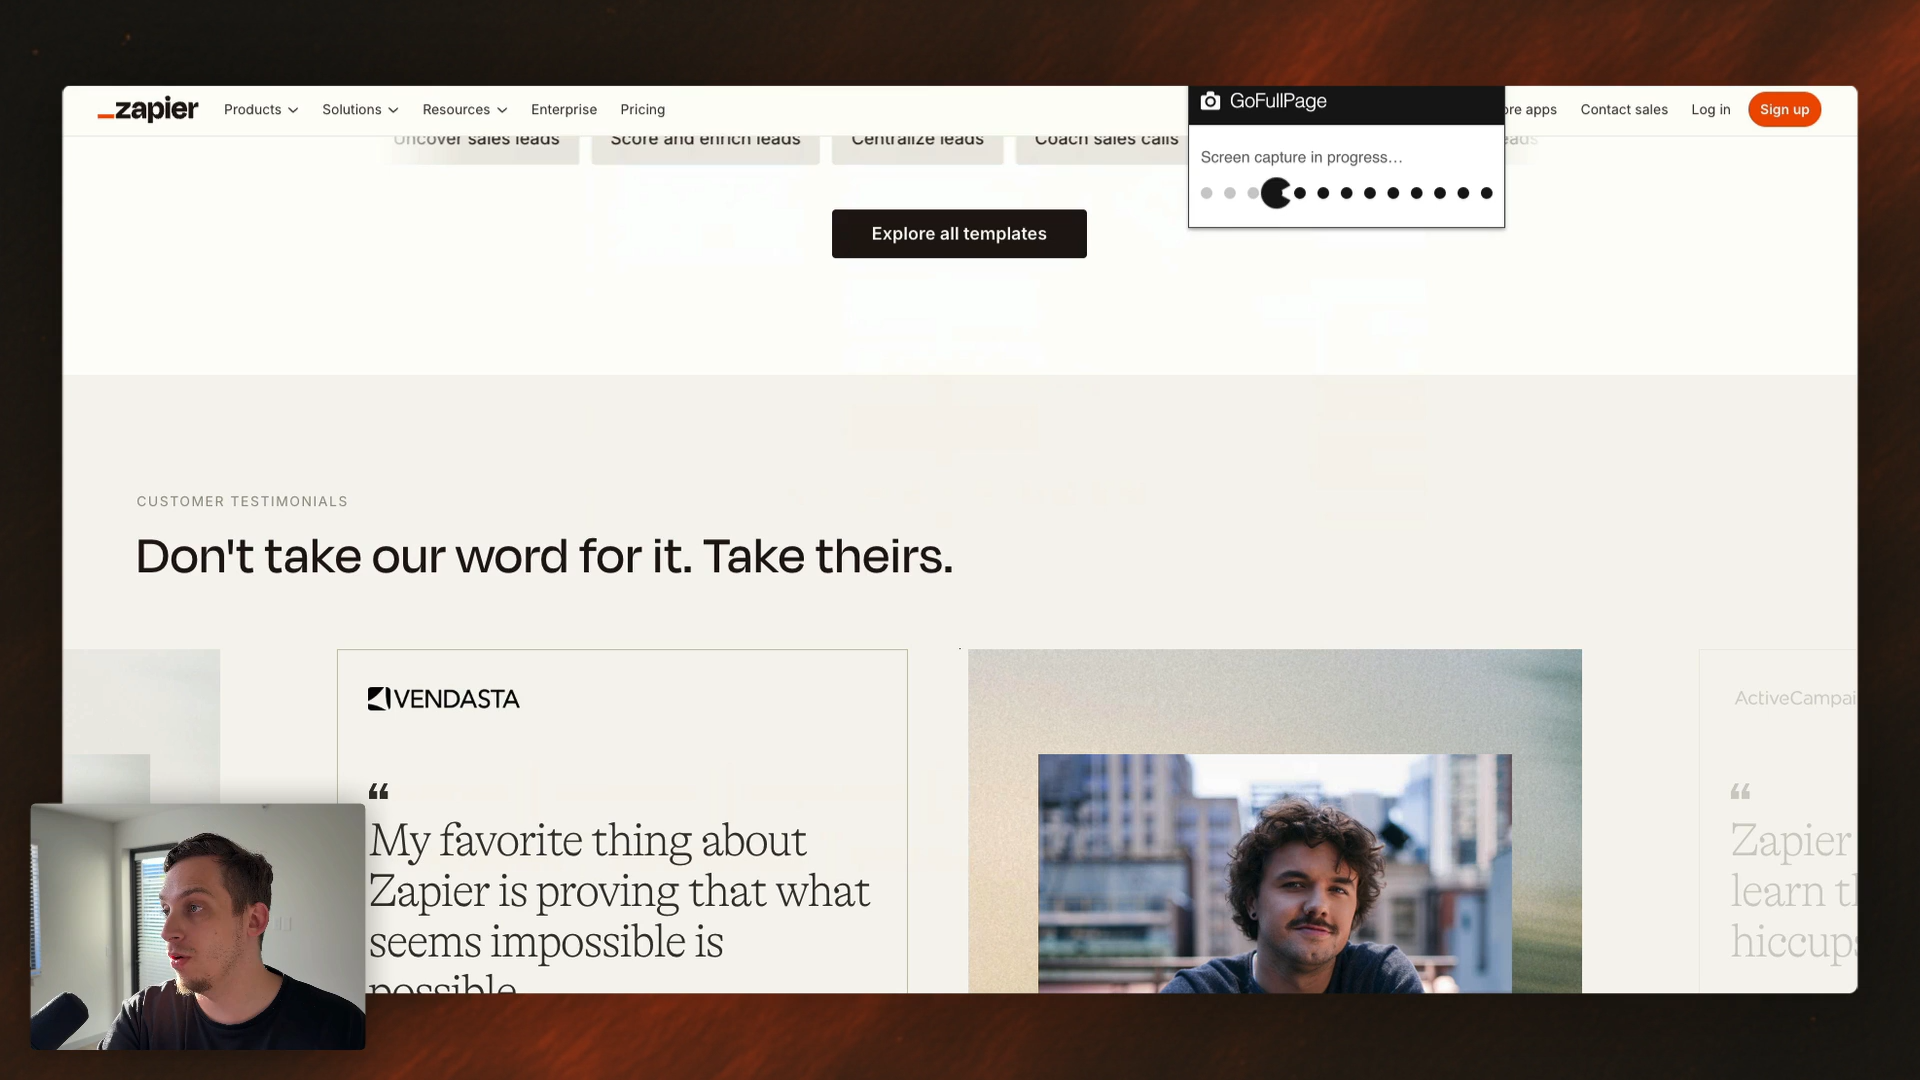 zapier
Products
Solutions
Resources
Enterprise
Pricing
GoFullPage
Screen capture in progress...
apps
Contact sales
Log in
Sign up
Uncover sales leads
Score and enrich leads
Centralize leads
Coach sales calls
Explore all templates
CUSTOMER TESTIMONIALS
Don't take our word for it. Take theirs.
VENDASTA
“
My favorite thing about
Zapier is proving that what
seems impossible is
possible
ActiveCampai
“
Zapier
learn
hiccups